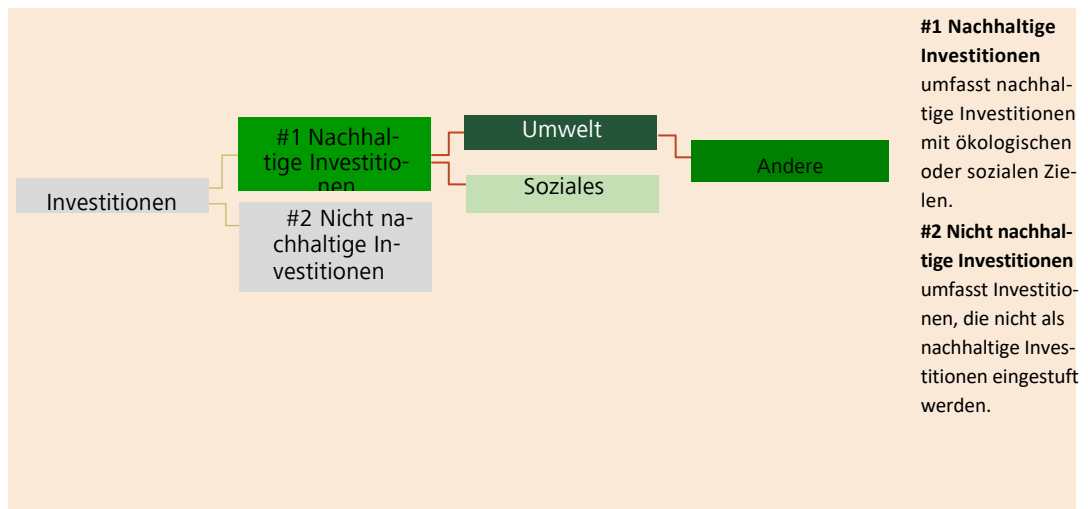 Investitionen
#1 Nachhal-
tige Investitio-
nen
#2 Nicht na-
chhaltige In-
vestitionen
Umwelt
Soziales
Andere
#1 Nachhaltige
Investitionen
umfasst nachhal-
tige Investitionen
mit ökologischen
oder sozialen Zie-
len.
#2 Nicht nachhal-
tige Investitionen
umfasst Investitio-
nen, die nicht als
nachhaltige Inves-
titionen eingestuft
werden.